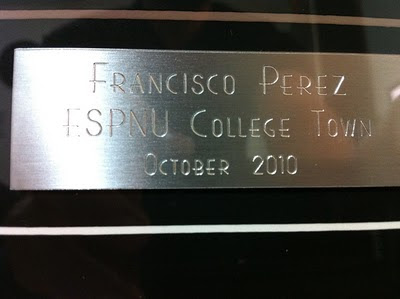 Francisco Perez
ESPNU College Town
October 2010